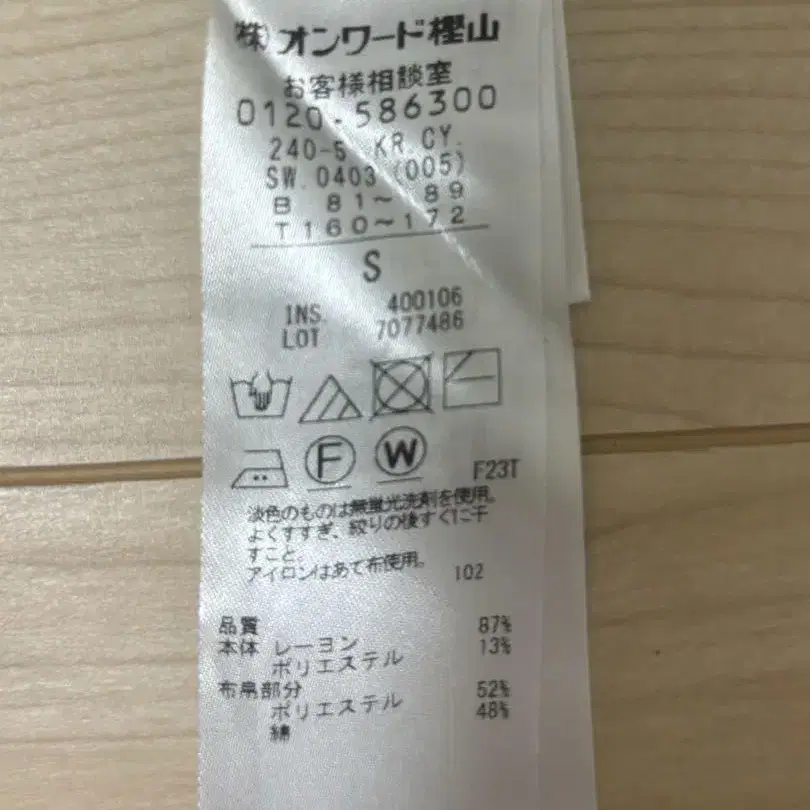 (株)オンワード樫山
お客様相談室
0120-586300
240-5 KR.CY.
SW.0403 (005)
B 81~ 89
T160~172
S
INS. 400106
LOT 7077486
F
W
F23T
淡色のものは無蛍光洗剤を使用。
よくすすぎ、絞りの後すぐに干
すこと。
アイロンはあて布使用。 102
品質 87%
本体 レーヨン 13%
ポリエステル
布帛部分 52%
ポリエステル 48%
綿